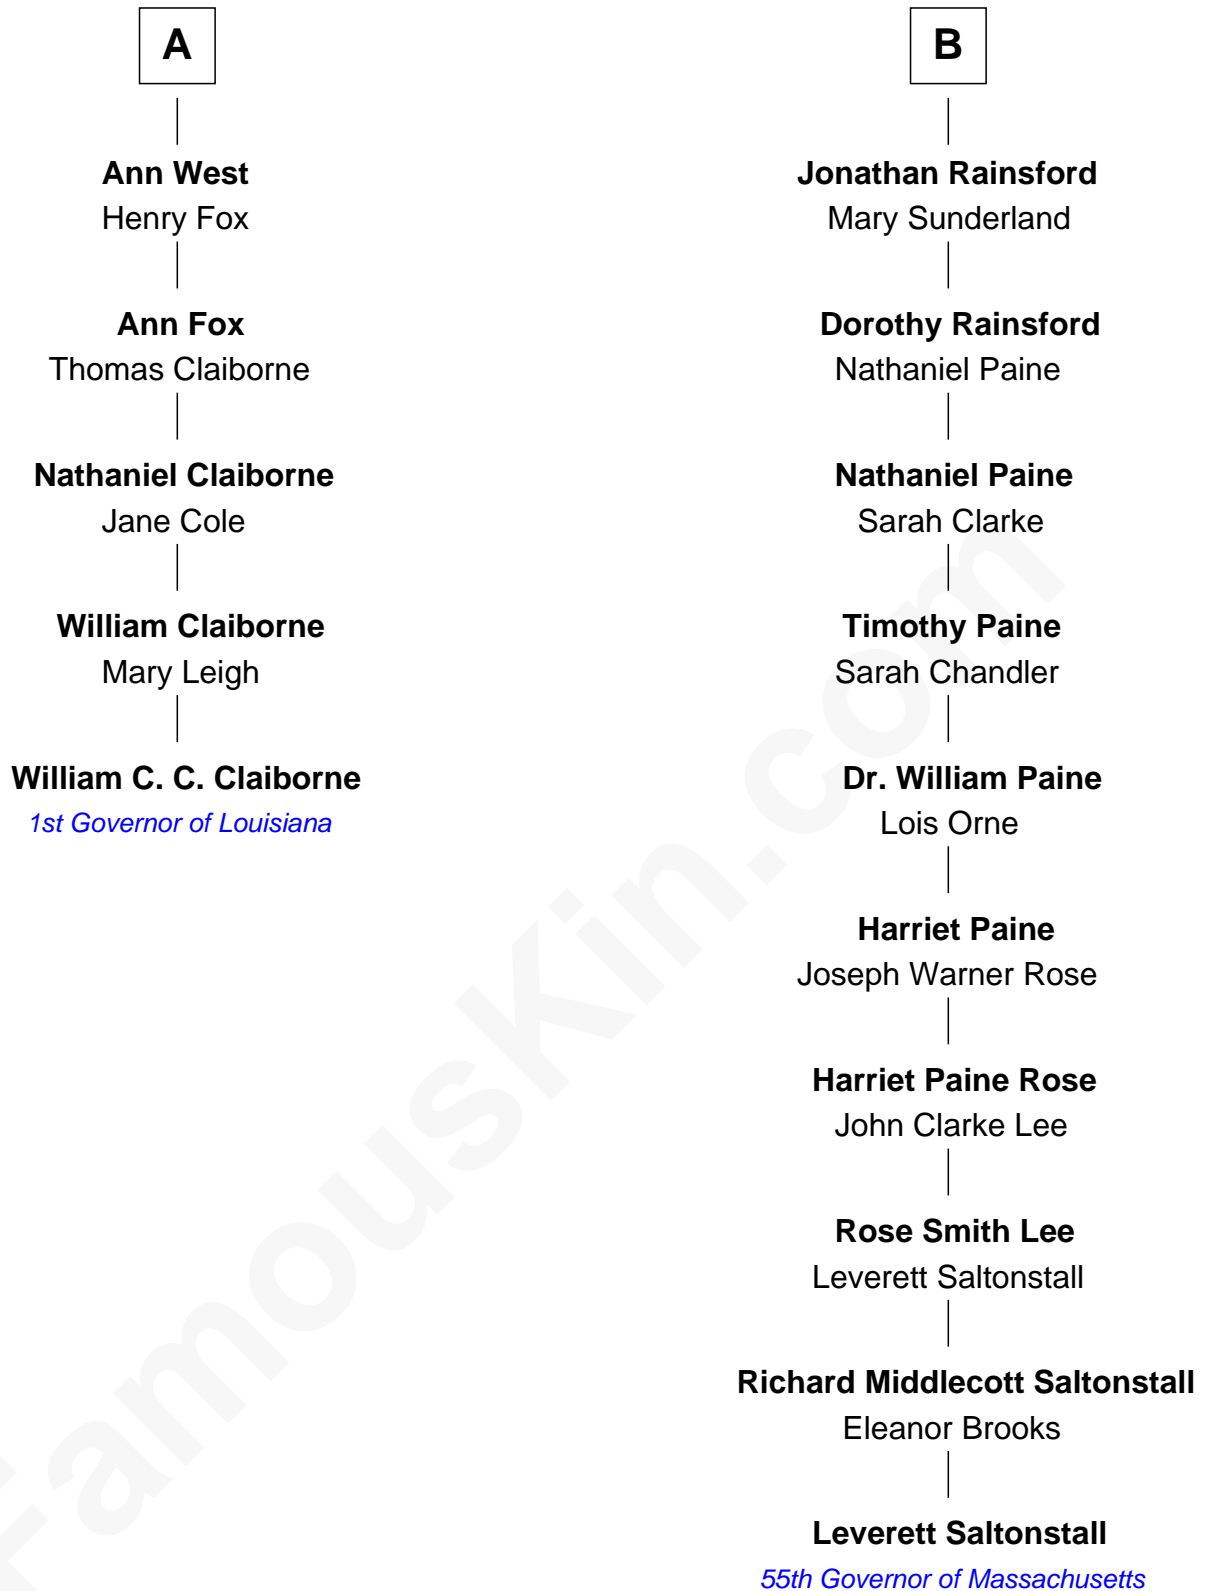 A
Ann West
Henry Fox
Ann Fox
Thomas Claiborne
Nathaniel Claiborne
Jane Cole
William Claiborne
Mary Leigh
William C. C. Claiborne
1st Governor of Louisiana
B
Jonathan Rainsford
Mary Sunderland
Dorothy Rainsford
Nathaniel Paine
Nathaniel Paine
Sarah Clarke
Timothy Paine
Sarah Chandler
Dr. William Paine
Lois Orne
Harriet Paine
Joseph Warner Rose
Harriet Paine Rose
John Clarke Lee
Rose Smith Lee
Leverett Saltonstall
Richard Middlecott Saltonstall
Eleanor Brooks
Leverett Saltonstall
55th Governor of Massachusetts
FamousKin.com